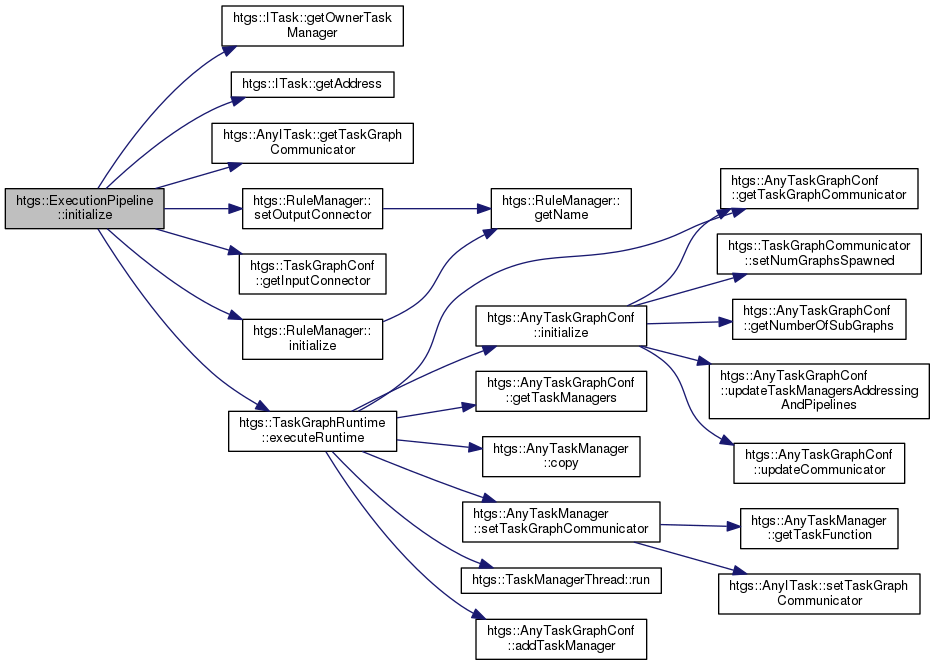 htgs::ExecutionPipeline
::initialize
htgs::ITask::getOwnerTask
Manager
htgs::ITask::getAddress
htgs::AnyITask::getTaskGraph
Communicator
htgs::RuleManager::
setOutputConnector
htgs::TaskGraphConf
::getInputConnector
htgs::RuleManager::
initialize
htgs::TaskGraphRuntime
::executeRuntime
htgs::RuleManager::
getName
htgs::AnyTaskGraphConf
::initialize
htgs::AnyTaskGraphConf
::getTaskManagers
htgs::AnyTaskManager
::copy
htgs::AnyTaskManager
::setTaskGraphCommunicator
htgs::TaskManagerThread::run
htgs::AnyTaskGraphConf
::addTaskManager
htgs::AnyTaskGraphConf
::getTaskGraphCommunicator
htgs::TaskGraphCommunicator
::setNumGraphsSpawned
htgs::AnyTaskGraphConf
::getNumberOfSubGraphs
htgs::AnyTaskGraphConf
::updateTaskManagersAddressing
AndPipelines
htgs::AnyTaskGraphConf
::updateCommunicator
htgs::AnyTaskManager
::getTaskFunction
htgs::AnyITask::setTaskGraph
Communicator